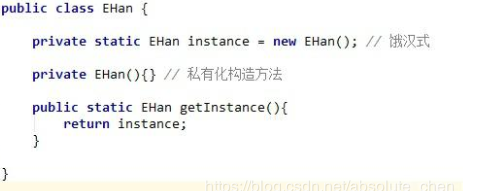 public class EHan {
private static EHan instance = new EHan(); // 饿汉式
private EHan(){} // 私有化构造方法
public static EHan getInstance(){
return instance;
}
}
https://blog.csdn.net/absolute_chen